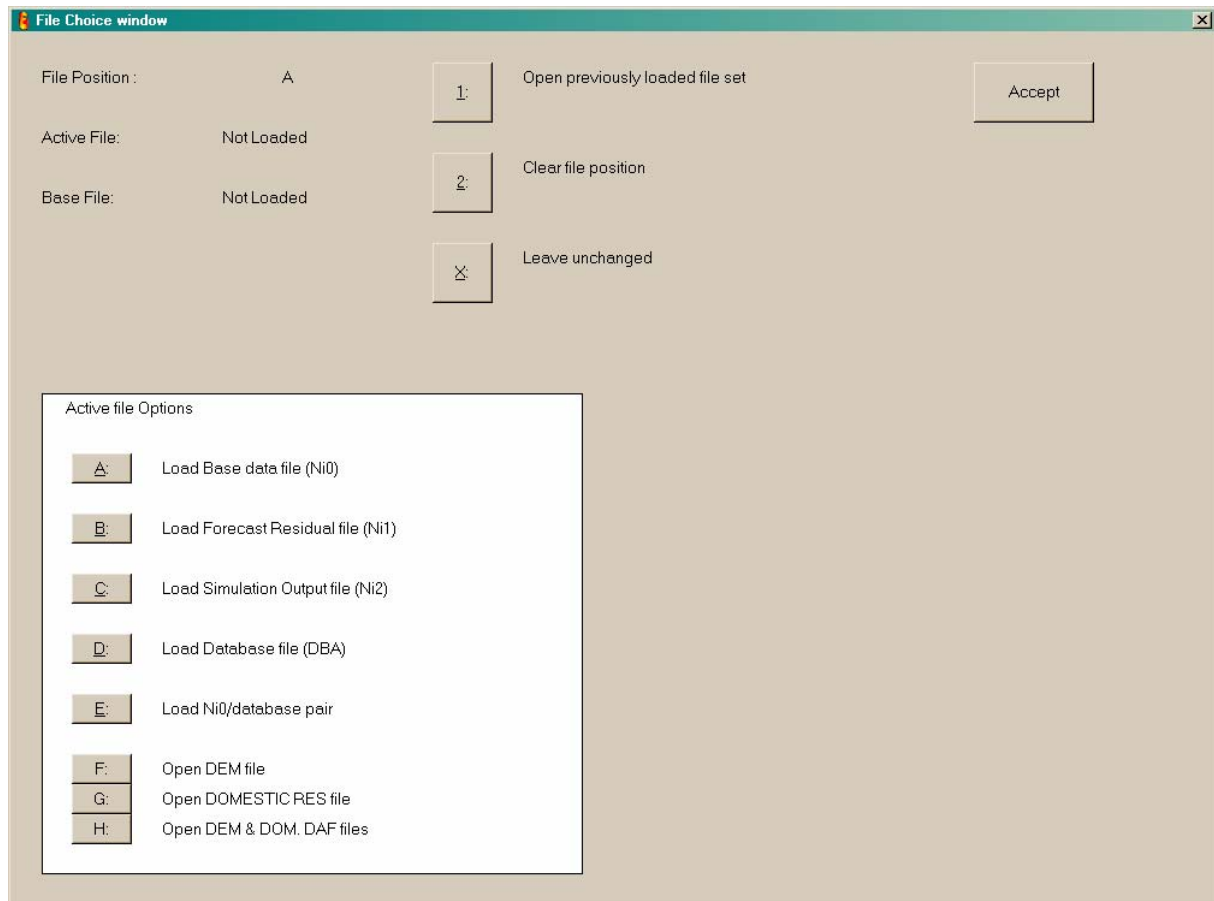 File Choice window
File Position : A
1: Open previously loaded file set
Accept
Active File: Not Loaded
2: Clear file position
Base File: Not Loaded
X: Leave unchanged
Active file Options
A: Load Base data file (Ni0)
B: Load Forecast Residual file (Ni1)
C: Load Simulation Output file (Ni2)
D: Load Database file (DBA)
E: Load Ni0/database pair
F: Open DEM file
G: Open DOMESTIC RES file
H: Open DEM & DOM. DAF files